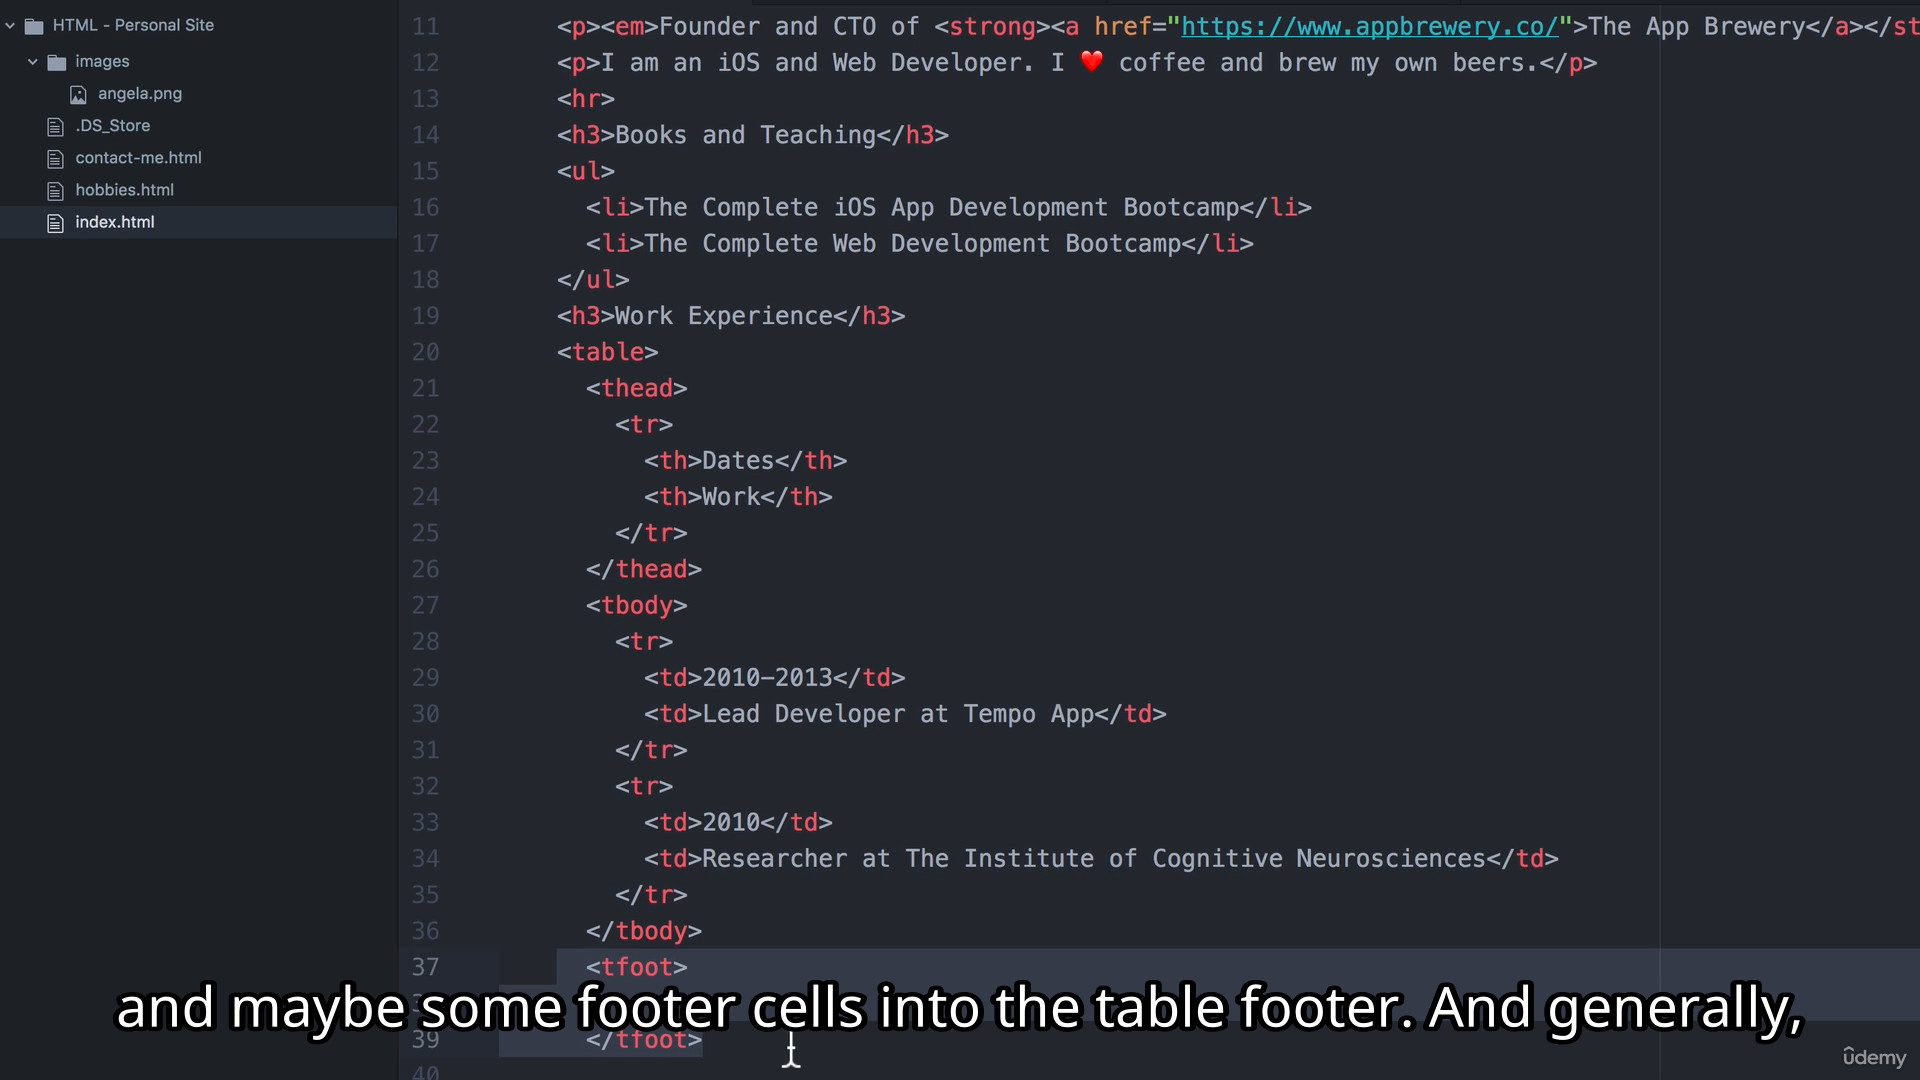 HTML - Personal Site
images
angela.png
.DS_Store
contact-me.html
hobbies.html
index.html
11 <p><em>Founder and CTO of <strong><a href="https://www.appbrewery.co/">The App Brewery</a></st
12 <p>I am an iOS and Web Developer. I ❤️ coffee and brew my own beers.</p>
13 <hr>
14 <h3>Books and Teaching</h3>
15 <ul>
16 <li>The Complete iOS App Development Bootcamp</li>
17 <li>The Complete Web Development Bootcamp</li>
18 </ul>
19 <h3>Work Experience</h3>
20 <table>
21 <thead>
22 <tr>
23 <th>Dates</th>
24 <th>Work</th>
25 </tr>
26 </thead>
27 <tbody>
28 <tr>
29 <td>2010–2013</td>
30 <td>Lead Developer at Tempo App</td>
31 </tr>
32 <tr>
33 <td>2010</td>
34 <td>Researcher at The Institute of Cognitive Neurosciences</td>
35 </tr>
36 </tbody>
37 <tfoot>
and maybe some footer cells into the table footer. And generally,
39 </tfoot>
40
ûdemy